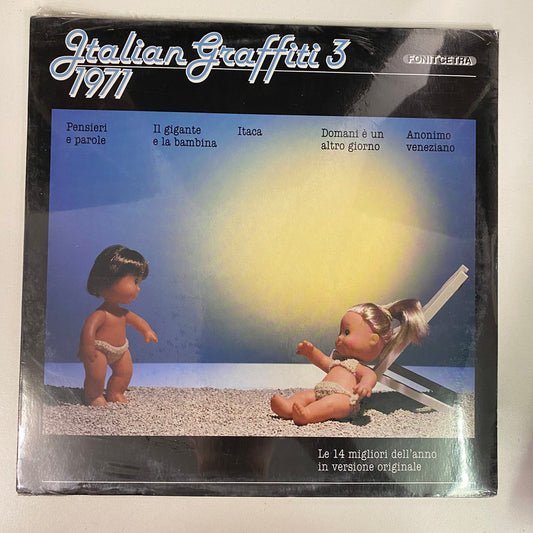 Italian Graffiti 3
1971
FONIT CETRA
Pensieri
e parole
Il gigante
e la bambina
Itaca
Domani è un
altro giorno
Anonimo
veneziano
Le 14 migliori dell'anno
in versione originale